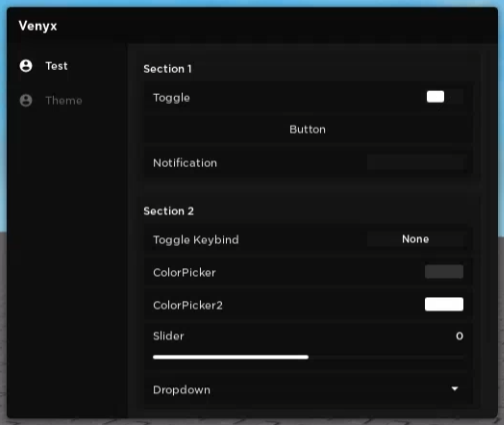 Venyx
Test
Theme
Section 1
Toggle
Button
Notification
Section 2
Toggle Keybind None
ColorPicker
ColorPicker2
Slider 0
Dropdown